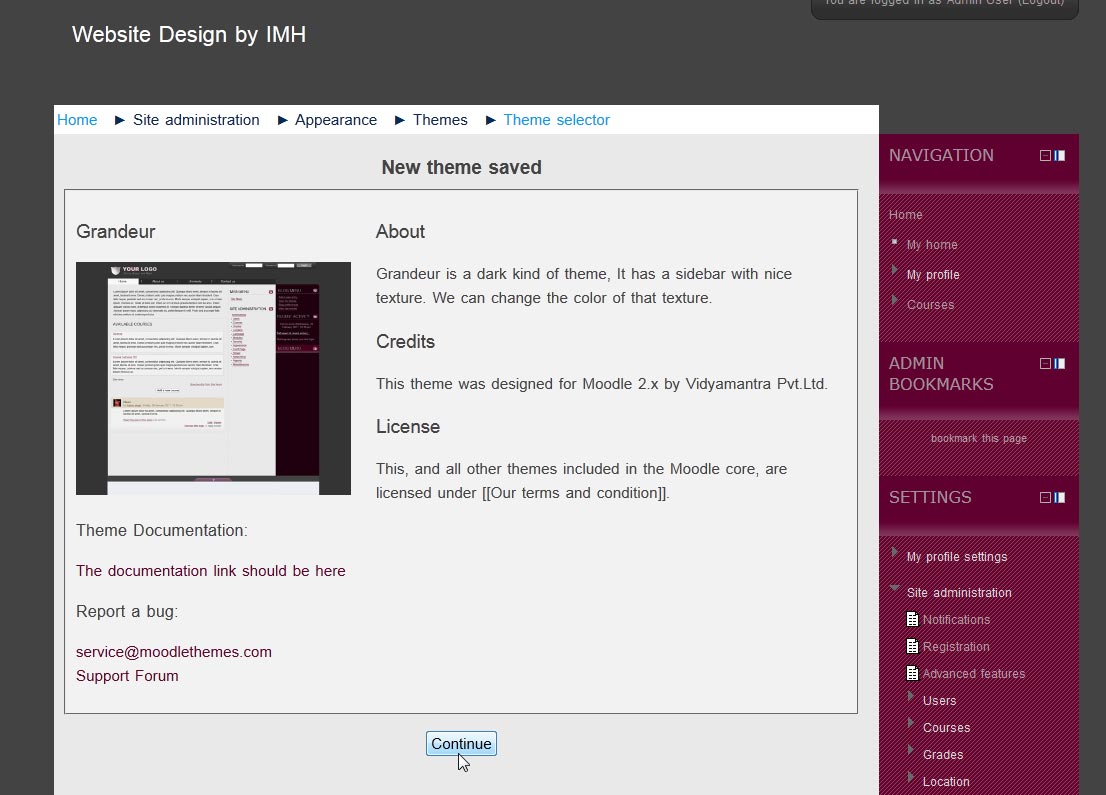 You are logged in as Admin User (Logout)
Website Design by IMH
Home ► Site administration ► Appearance ► Themes ► Theme selector
New theme saved
Grandeur
YOUR LOGO
AVAILABLE COURSES
Theme Documentation:
The documentation link should be here
Report a bug:
service@moodlethemes.com
Support Forum
About
Grandeur is a dark kind of theme, It has a sidebar with nice
texture. We can change the color of that texture.
Credits
This theme was designed for Moodle 2.x by Vidyamantra Pvt.Ltd.
License
This, and all other themes included in the Moodle core, are
licensed under [[Our terms and condition]].
Continue
NAVIGATION
Home
My home
My profile
Courses
ADMIN
BOOKMARKS
bookmark this page
SETTINGS
My profile settings
Site administration
Notifications
Registration
Advanced features
Users
Courses
Grades
Location